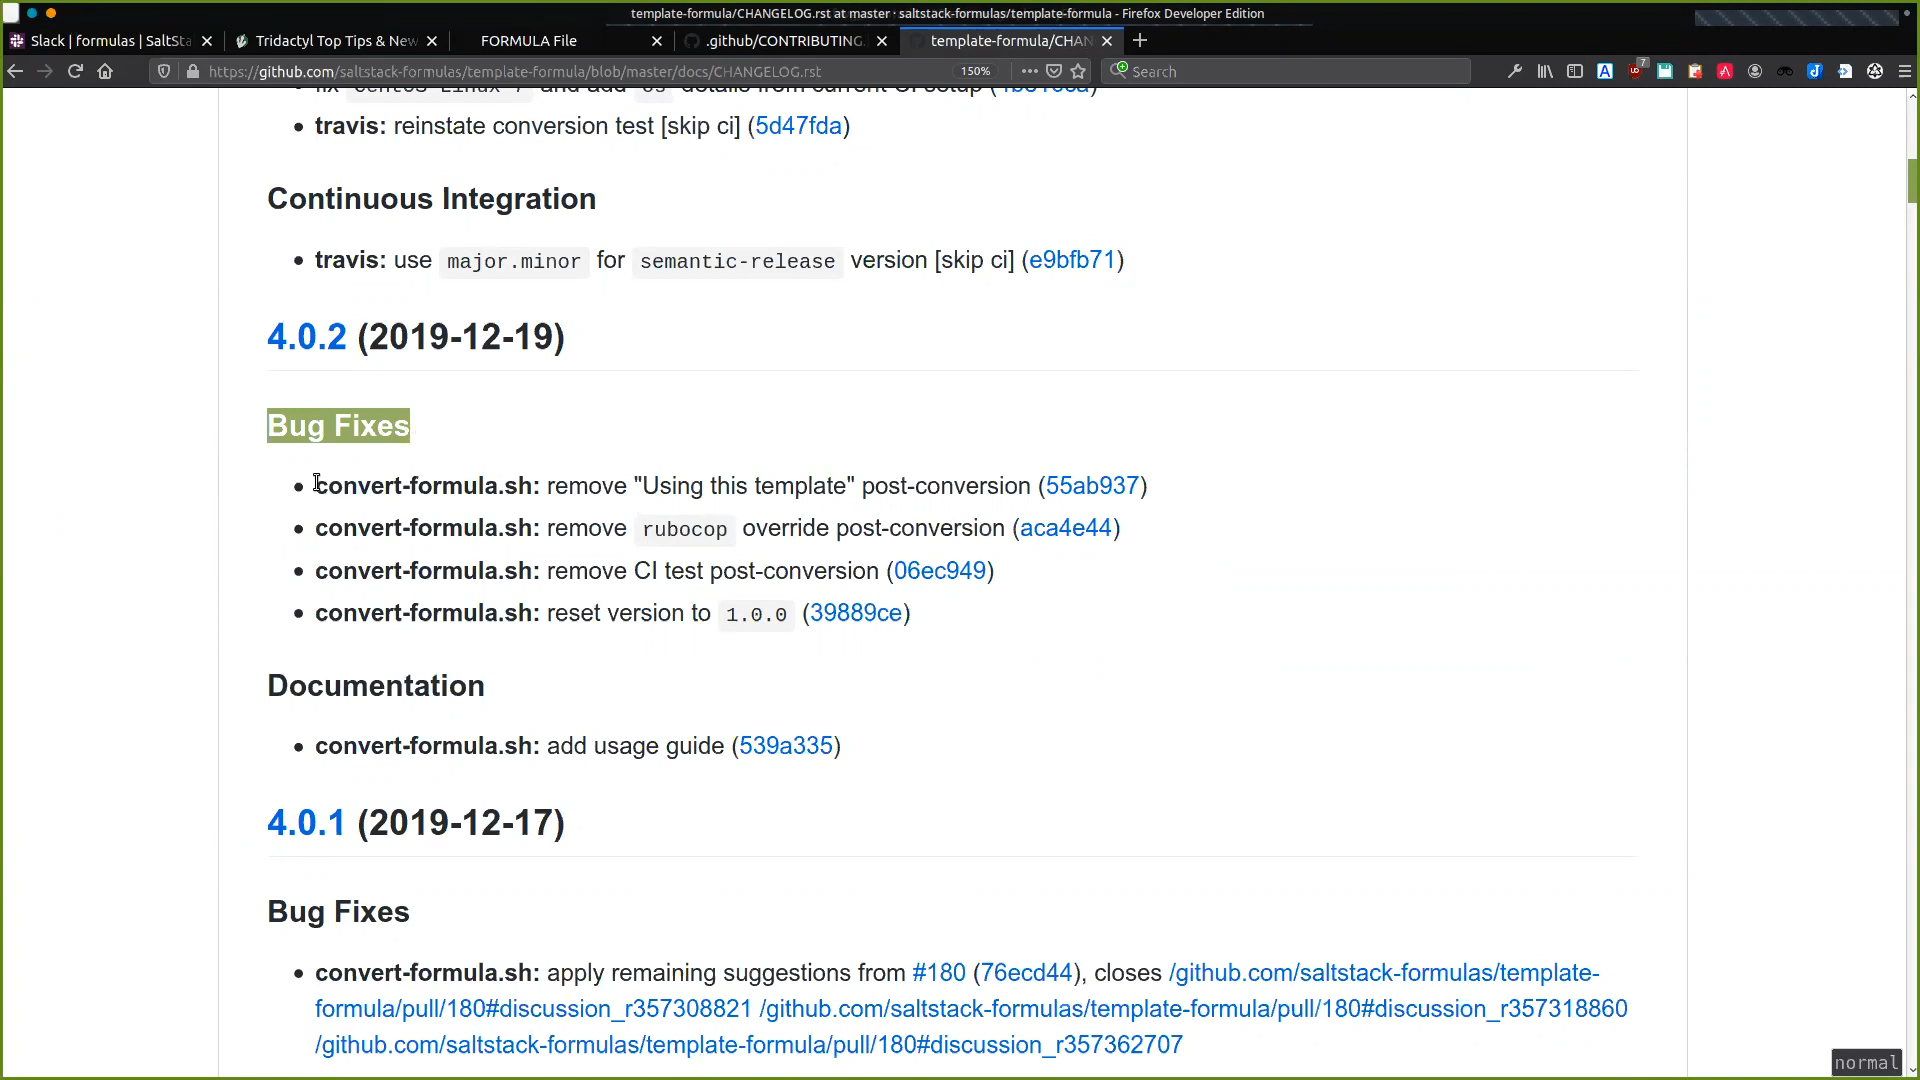 template-formula/CHANGELOG.rst at master · saltstack-formulas/template-formula - Firefox Developer Edition
Slack | formulas | SaltSta
Tridactyl Top Tips & New
FORMULA File
.github/CONTRIBUTING.
template-formula/CHAN
https://github.com/saltstack-formulas/template-formula/blob/master/docs/CHANGELOG.rst
150%
Search
7
and add
details from current CI setup
travis: reinstate conversion test [skip ci] (5d47fda)
Continuous Integration
travis: use major.minor for semantic-release version [skip ci] (e9bfb71)
4.0.2 (2019-12-19)
Bug Fixes
convert-formula.sh: remove "Using this template" post-conversion (55ab937)
convert-formula.sh: remove rubocop override post-conversion (aca4e44)
convert-formula.sh: remove CI test post-conversion (06ec949)
convert-formula.sh: reset version to 1.0.0 (39889ce)
Documentation
convert-formula.sh: add usage guide (539a335)
4.0.1 (2019-12-17)
Bug Fixes
convert-formula.sh: apply remaining suggestions from #180 (76ecd44), closes /github.com/saltstack-formulas/template-
formula/pull/180#discussion_r357308821 /github.com/saltstack-formulas/template-formula/pull/180#discussion_r357318860
/github.com/saltstack-formulas/template-formula/pull/180#discussion_r357362707
normal